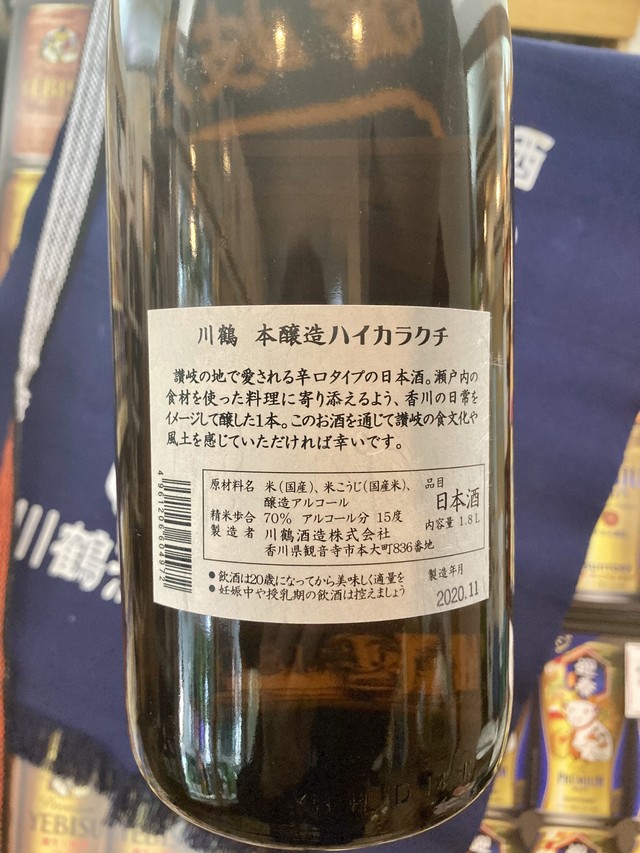 川鶴 本醸造ハイカラクチ
讃岐の地で愛される辛口タイプの日本酒。瀬戸内の
食材を使った料理に寄り添えるよう、香川の日常を
イメージして醸した1本。このお酒を通じて讃岐の食文化や
風土を感じていただければ幸いです。
原材料名 米(国産)、米こうじ(国産米)、
醸造アルコール
精米歩合 70% アルコール分 15度
製造者 川鶴酒造株式会社
香川県観音寺市本大町836番地
品目
日本酒
内容量 1.8L
●飲酒は20歳になってから美味しく適量を
●妊娠中や授乳期の飲酒は控えましょう
製造年月
2020.11
4961206604972
酒
川鶴
YEBISU
YEBISU
PREMIUM